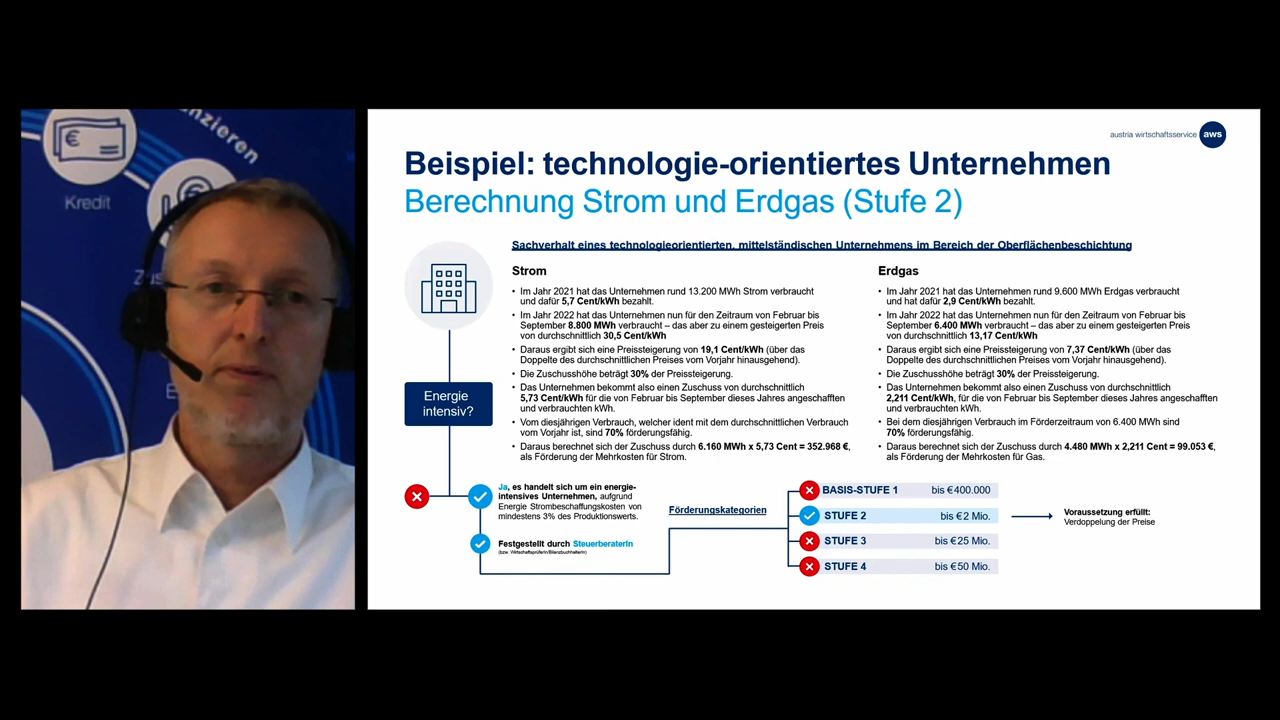 nzieren
Kredit
austria wirtschaftsservice aws
Beispiel: technologie-orientiertes Unternehmen
Berechnung Strom und Erdgas (Stufe 2)
Sachverhalt eines technologieorientierten, mittelständischen Unternehmens im Bereich der Oberflächenbeschichtung
Strom
• Im Jahr 2021 hat das Unternehmen rund 13.200 MWh Strom verbraucht
und dafür 5,7 Cent/kWh bezahlt.
• Im Jahr 2022 hat das Unternehmen nun für den Zeitraum von Februar bis
September 8.800 MWh verbraucht – das aber zu einem gesteigerten Preis
von durchschnittlich 30,5 Cent/kWh
• Daraus ergibt sich eine Preissteigerung von 19,1 Cent/kWh (über das
Doppelte des durchschnittlichen Preises vom Vorjahr hinausgehend).
• Die Zuschusshöhe beträgt 30% der Preissteigerung.
• Das Unternehmen bekommt also einen Zuschuss von durchschnittlich
5,73 Cent/kWh für die von Februar bis September dieses Jahres angeschafften
und verbrauchten kWh.
• Vom diesjährigen Verbrauch, welcher ident mit dem durchschnittlichen Verbrauch
vom Vorjahr ist, sind 70% förderungsfähig.
• Daraus berechnet sich der Zuschuss durch 6.160 MWh x 5,73 Cent = 352.968 €,
als Förderung der Mehrkosten für Strom.
Erdgas
• Im Jahr 2021 hat das Unternehmen rund 9.600 MWh Erdgas verbraucht
und hat dafür 2,9 Cent/kWh bezahlt.
• Im Jahr 2022 hat das Unternehmen nun für den Zeitraum von Februar bis
September 6.400 MWh verbraucht – das aber zu einem gesteigerten Preis
von durchschnittlich 13,17 Cent/kWh
• Daraus ergibt sich eine Preissteigerung von 7,37 Cent/kWh (über das
Doppelte des durchschnittlichen Preises vom Vorjahr hinausgehend).
• Die Zuschusshöhe beträgt 30% der Preissteigerung.
• Das Unternehmen bekommt also einen Zuschuss von durchschnittlich
2,211 Cent/kWh, für die von Februar bis September dieses Jahres angeschafften
und verbrauchten kWh.
• Bei dem diesjährigen Verbrauch im Förderzeitraum von 6.400 MWh sind
70% förderungsfähig.
• Daraus berechnet sich der Zuschuss durch 4.480 MWh x 2,211 Cent = 99.053 €,
als Förderung der Mehrkosten für Gas.
Energie
intensiv?
Ja, es handelt sich um ein energie-
intensives Unternehmen, aufgrund
Energie Strombeschaffungskosten von
mindestens 3% des Produktionswerts.
Festgestellt durch SteuerberaterIn
(bzw. WirtschaftsprüferIn/BilanzbuchhalterIn)
Förderungskategorien
BASIS-STUFE 1 bis €400.000
STUFE 2 bis €2 Mio.
STUFE 3 bis €25 Mio.
STUFE 4 bis €50 Mio.
Voraussetzung erfüllt:
Verdoppelung der Preise